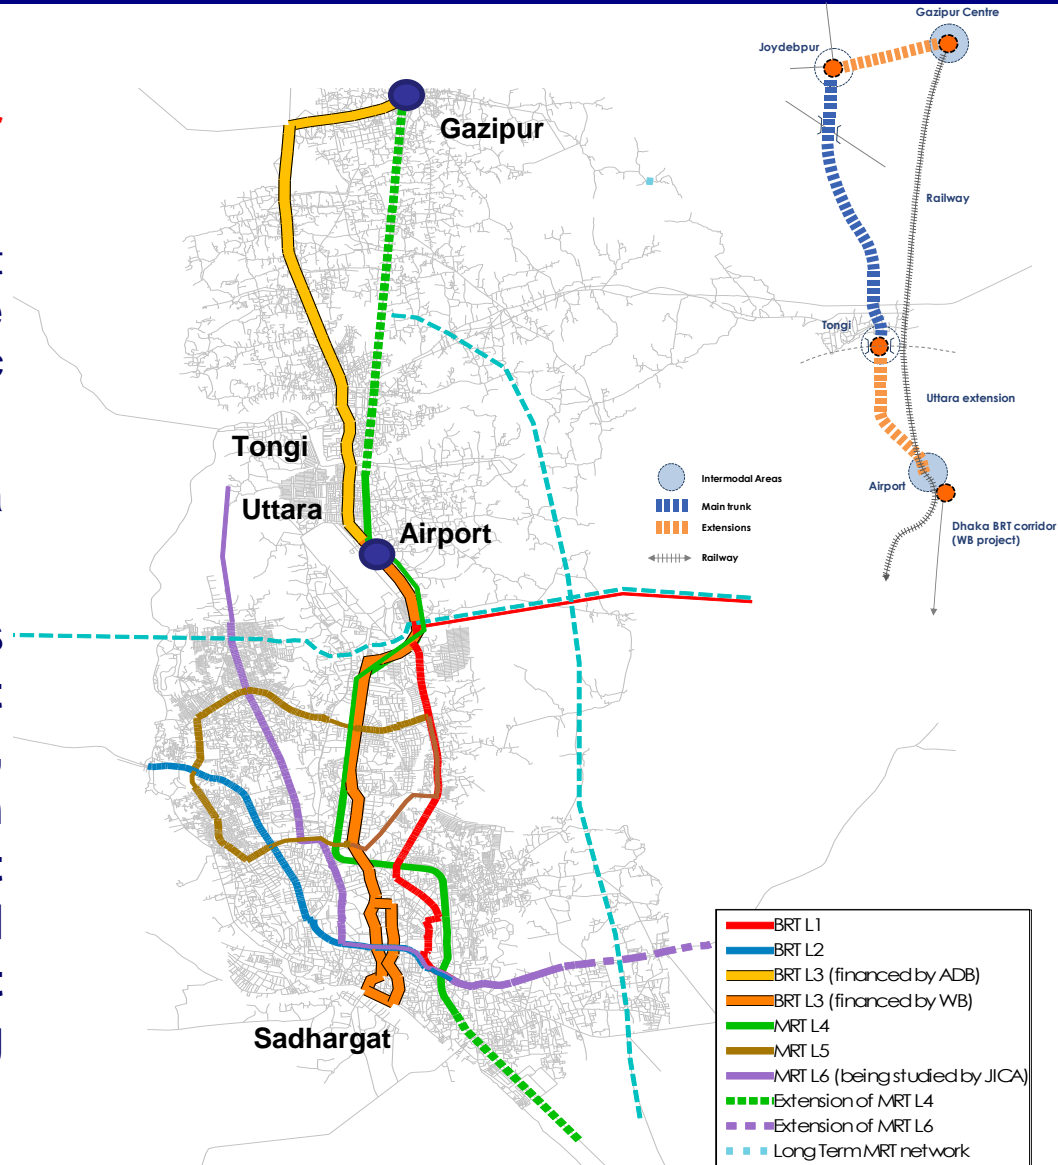 Gazipur Centre
Joydebpur
Gazipur
Railway
Tongi
Uttara extension
Tongi
Uttara
Airport
Intermodal Areas
Main trunk
Extensions
Railway
Airport
Dhaka BRT corridor
(WB project)
Sadhargat
BRT L1
BRT L2
BRT L3 (financed by ADB)
BRT L3 (financed by WB)
MRT L4
MRT L5
MRT L6 (being studied by JICA)
Extension of MRT L4
Extension of MRT L6
Long Term MRT network